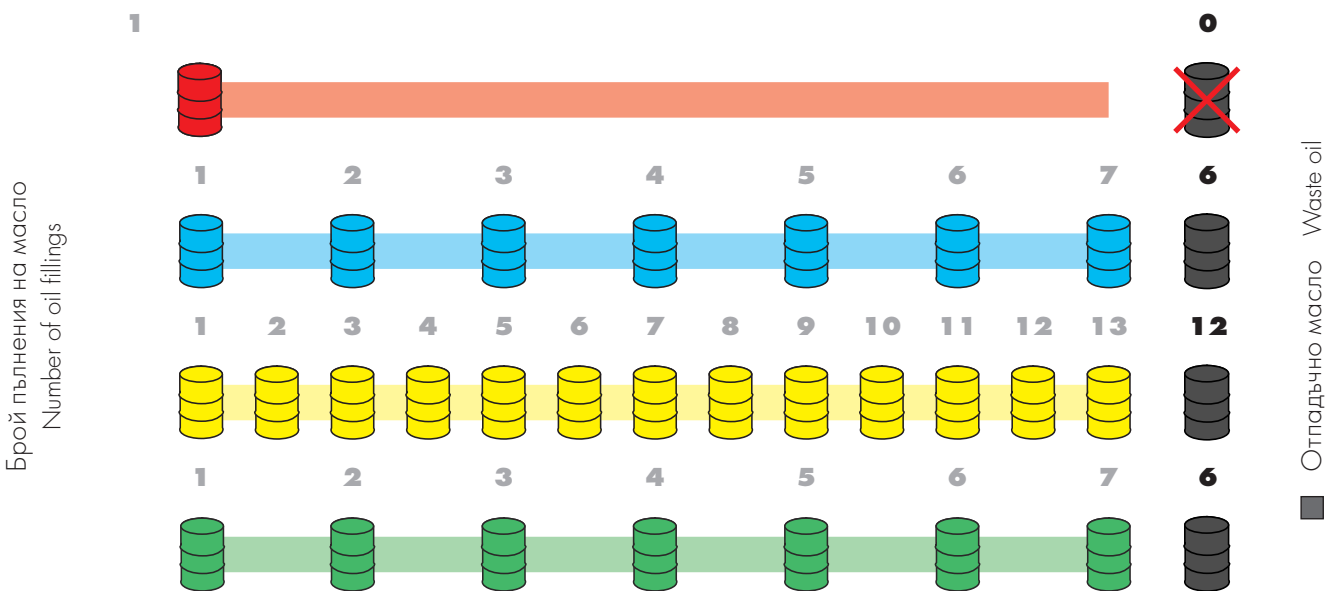 1 0
1 2 3 4 5 6 7 6
1 2 3 4 5 6 7 8 9 10 11 12 13 12
1 2 3 4 5 6 7 6
Брой пълнения на масло
Number of oil fillings
Отпадъчно масло Waste oil